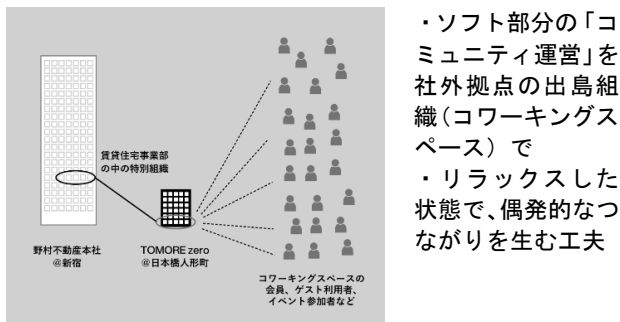 賃貸住宅事業部
の中の特別組織
野村不動産本社
@新宿
TOMORE zero
@日本橋人形町
コワーキングスペースの
会員、ゲスト利用者、
イベント参加者など
・ソフト部分の「コ
ミュニティ運営」を
社外拠点の出島組
織（コワーキングス
ペース）で
・リラックスした
状態で、偶発的なつ
ながりを生む工夫